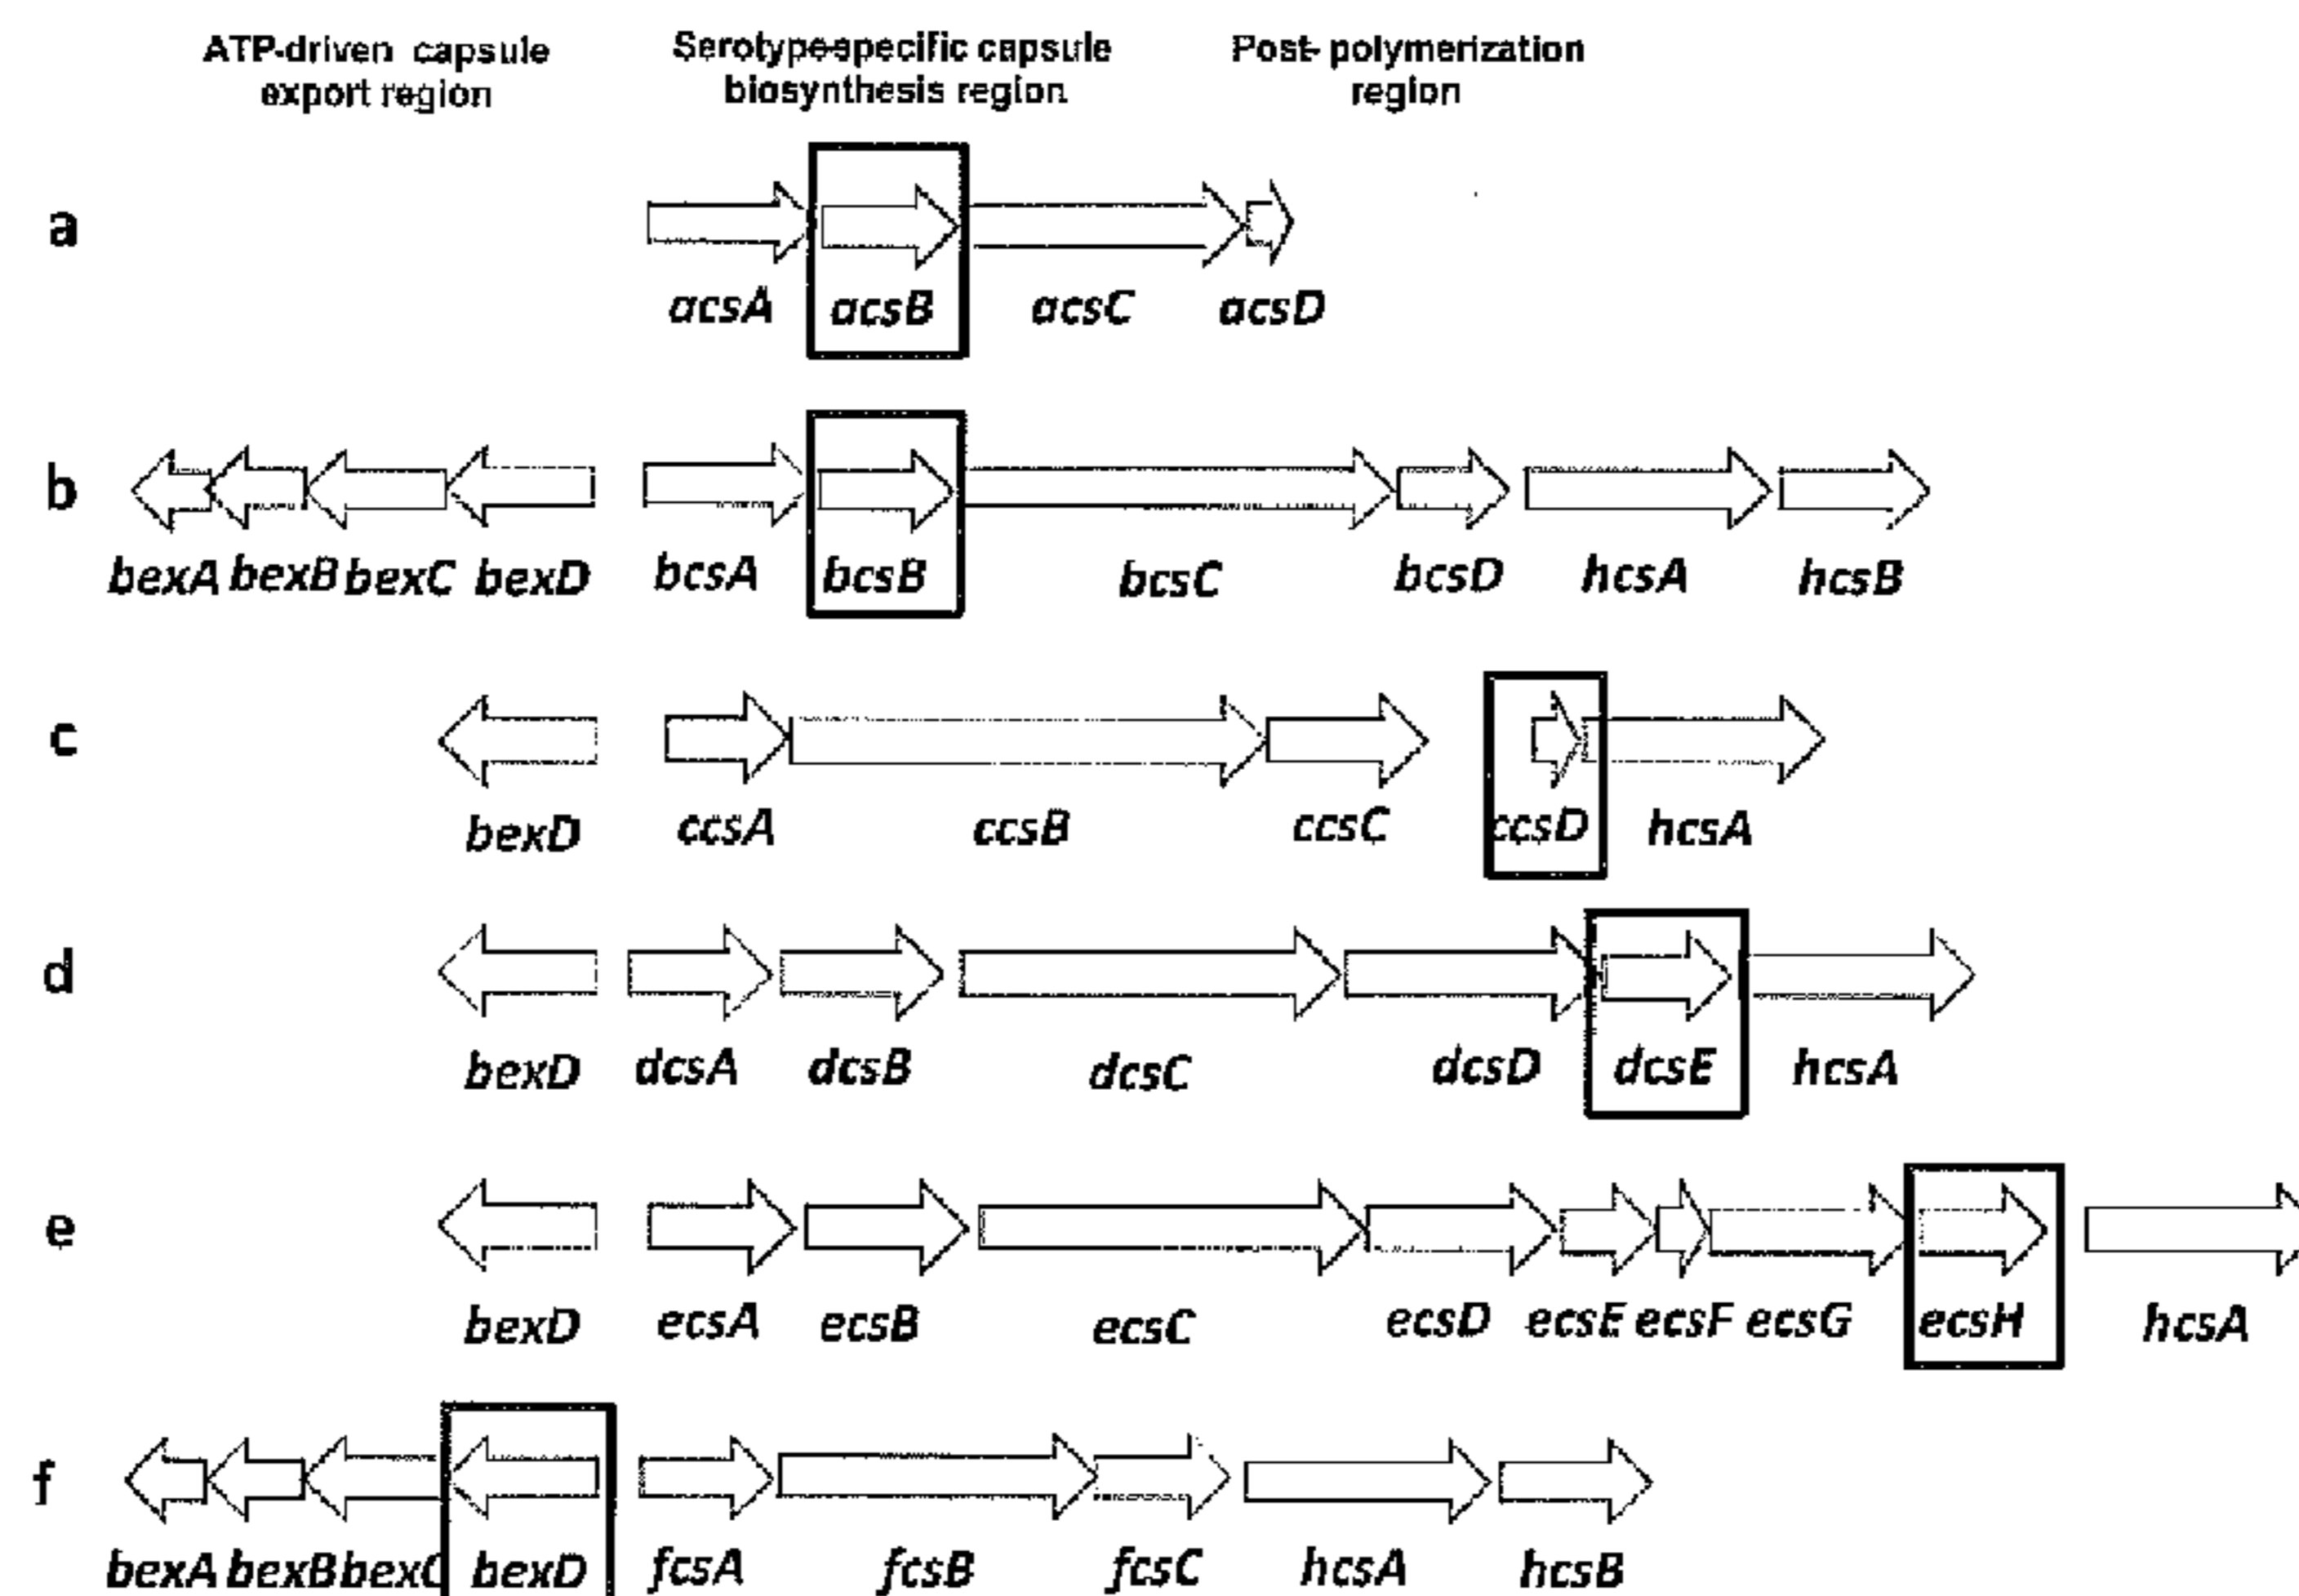 ATP-driven capsule export region
Serotype-specific capsule biosynthesis region
Post- polymerization region
a
acsA acsB acsC acsD
b
bexA bexB bexC bexD bcsA bcsB bcsC bcsD hcsA hcsB
c
bexD ccsA ccsB ccsC ccsD hcsA
d
bexD dcsA dcsB dcsC dcsD dcsE hcsA
e
bexD ecsA ecsB ecsC ecsD ecsE ecsF ecsG ecsH hcsA
f
bexA bexB bexC bexD fcsA fcsB fcsC hcsA hcsB